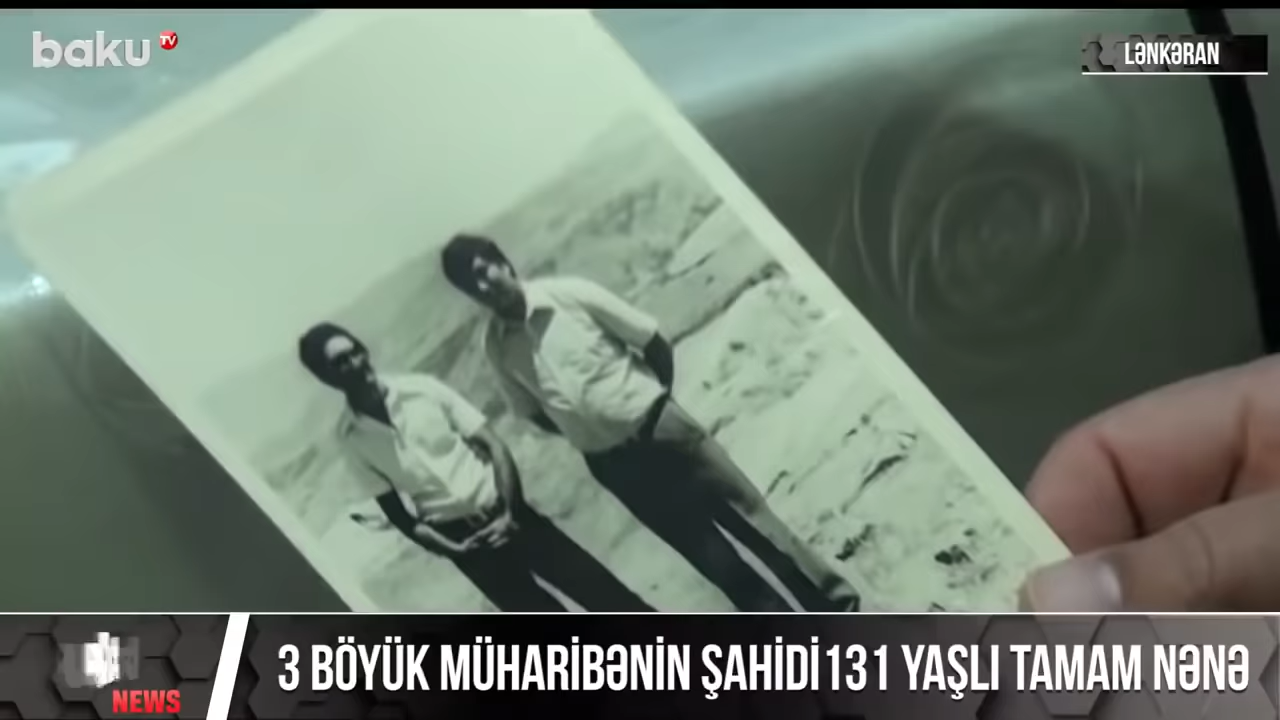 baku TV
LƏNKƏRAN
NEWS
3 BÖYÜK MÜHARİBƏNİN ŞAHİDİ 131 YAŞLI TAMAM NƏNƏ